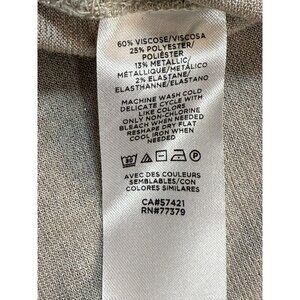 60% VISCOSE/VISCOSA
25% POLYESTER/
POLIÉSTER
13% METALLIC/
MÉTALLIQUE/METÁLICO
2% ELASTANE/
ELASTHANNE/ELASTANO
MACHINE WASH COLD
DELICATE CYCLE WITH
LIKE COLORS
ONLY NON-CHLORINE
BLEACH WHEN NEEDED
RESHAPE DRY FLAT
COOL IRON WHEN
NEEDED
30 P
AVEC DES COULEURS
SEMBLABLES/CON
COLORES SIMILARES
CA#57421
RN#77379